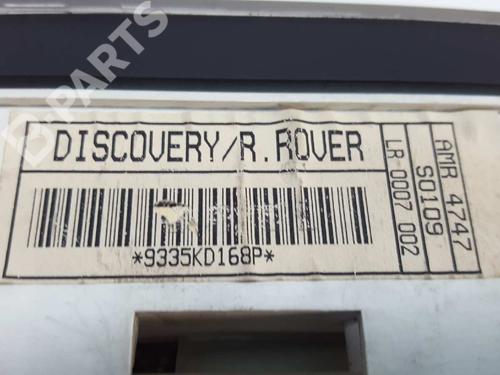 DISCOVERY/R.ROVER
*9335KD168P*
AMR 4747
S0109
LR 0007 002
B-PARTS